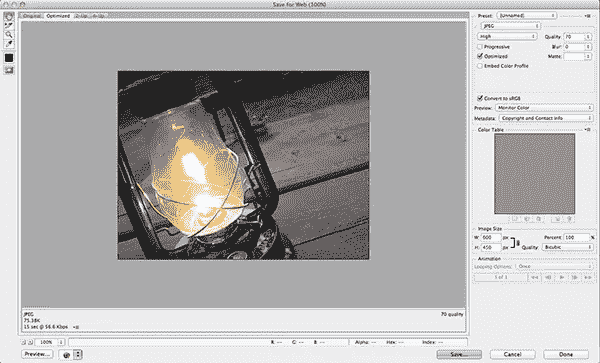 Save for Web (300%)
Original Optimized 2-Up 4-Up
Preset: [Unnamed]
JPEG
High Quality: 70
Progressive Blur: 0
Optimized Matte:
Embed Color Profile
Convert to sRGB
Preview: Monitor Color
Metadata: Copyright and Contact Info
Color Table
Image Size
W: 600 px Percent: 100 %
H: 450 px Quality: Bicubic
Animation
Looping Options: Once
1 of 1
JPEG 70 quality
75.38K
15 sec @ 56.6 Kbps
100% R: -- G: -- B: -- Alpha: -- Hex: -- Index: --
Preview... Save... Cancel Done